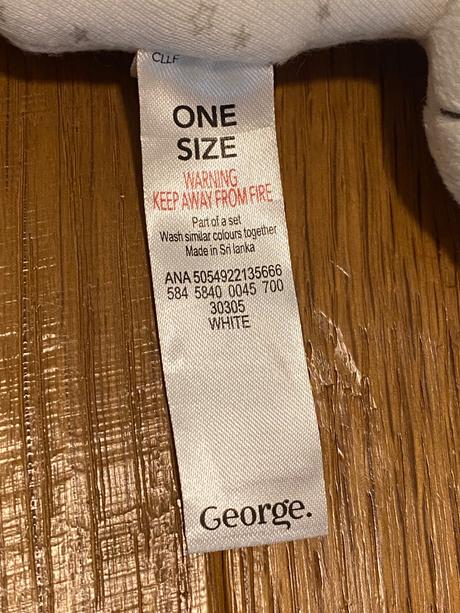 CLLF
ONE
SIZE
WARNING
KEEP AWAY FROM FIRE
Part of a set
Wash similar colours together
Made in Sri lanka
ANA 5054922135666
584 5840 0045 700
30305
WHITE
George.